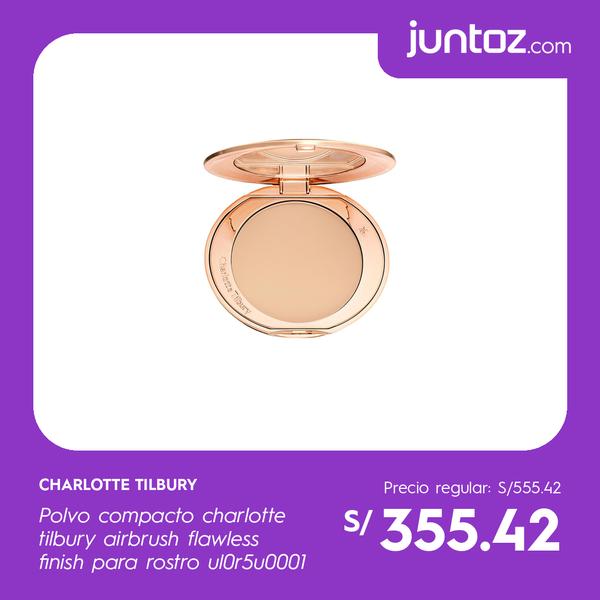 juntoz.com
Charlotte Tilbury
CHARLOTTE TILBURY
Polvo compacto charlotte
tilbury airbrush flawless
finish para rostro ul0r5u0001
Precio regular: S/555.42
S/ 355.42